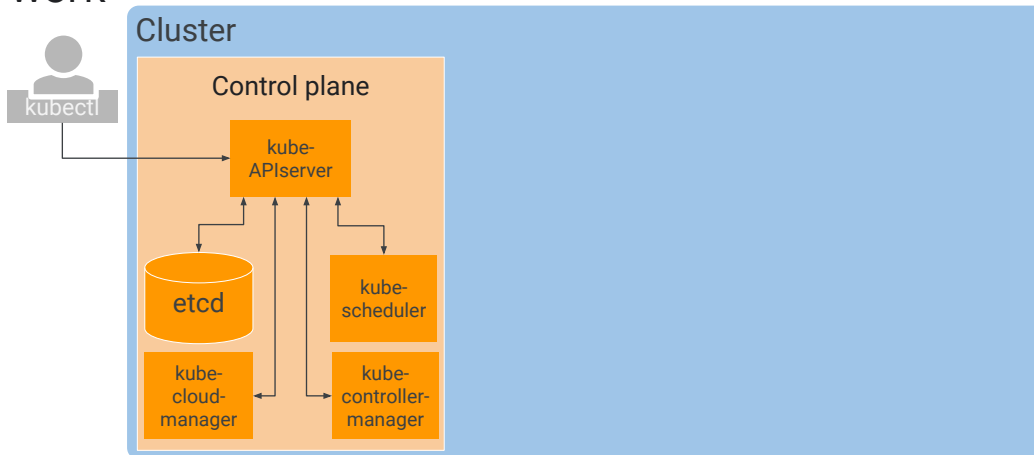 Cluster
kubectl
Control plane
kube-
APIserver
etcd
kube-
scheduler
kube-
cloud-
manager
kube-
controller-
manager